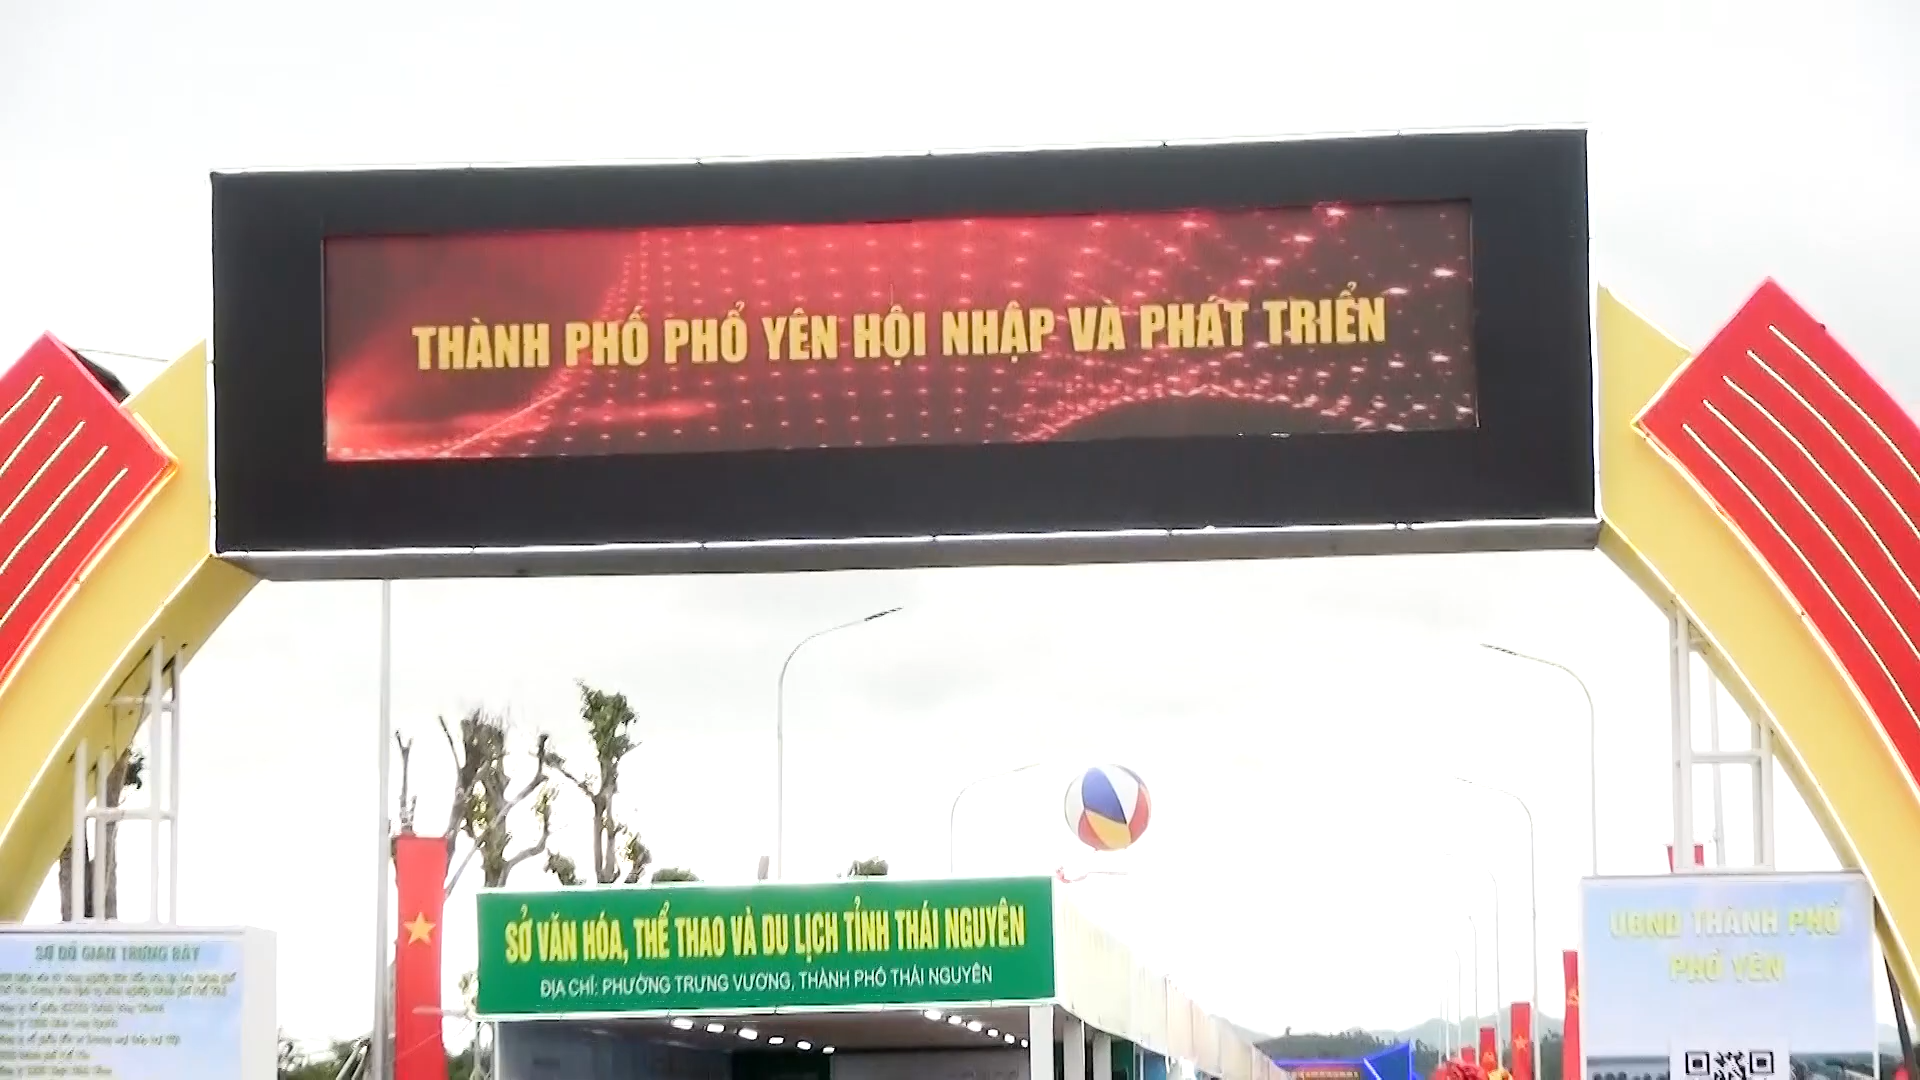 THÀNH PHỐ PHỔ YÊN HỘI NHẬP VÀ PHÁT TRIỂN
SỞ VĂN HÓA, THỂ THAO VÀ DU LỊCH TỈNH THÁI NGUYÊN
ĐỊA CHỈ: PHƯỜNG TRƯNG VƯƠNG, THÀNH PHỐ THÁI NGUYÊN
UBND THÀNH PHỐ
PHỔ YÊN
SƠ ĐỒ GIAN TRƯNG BÀY